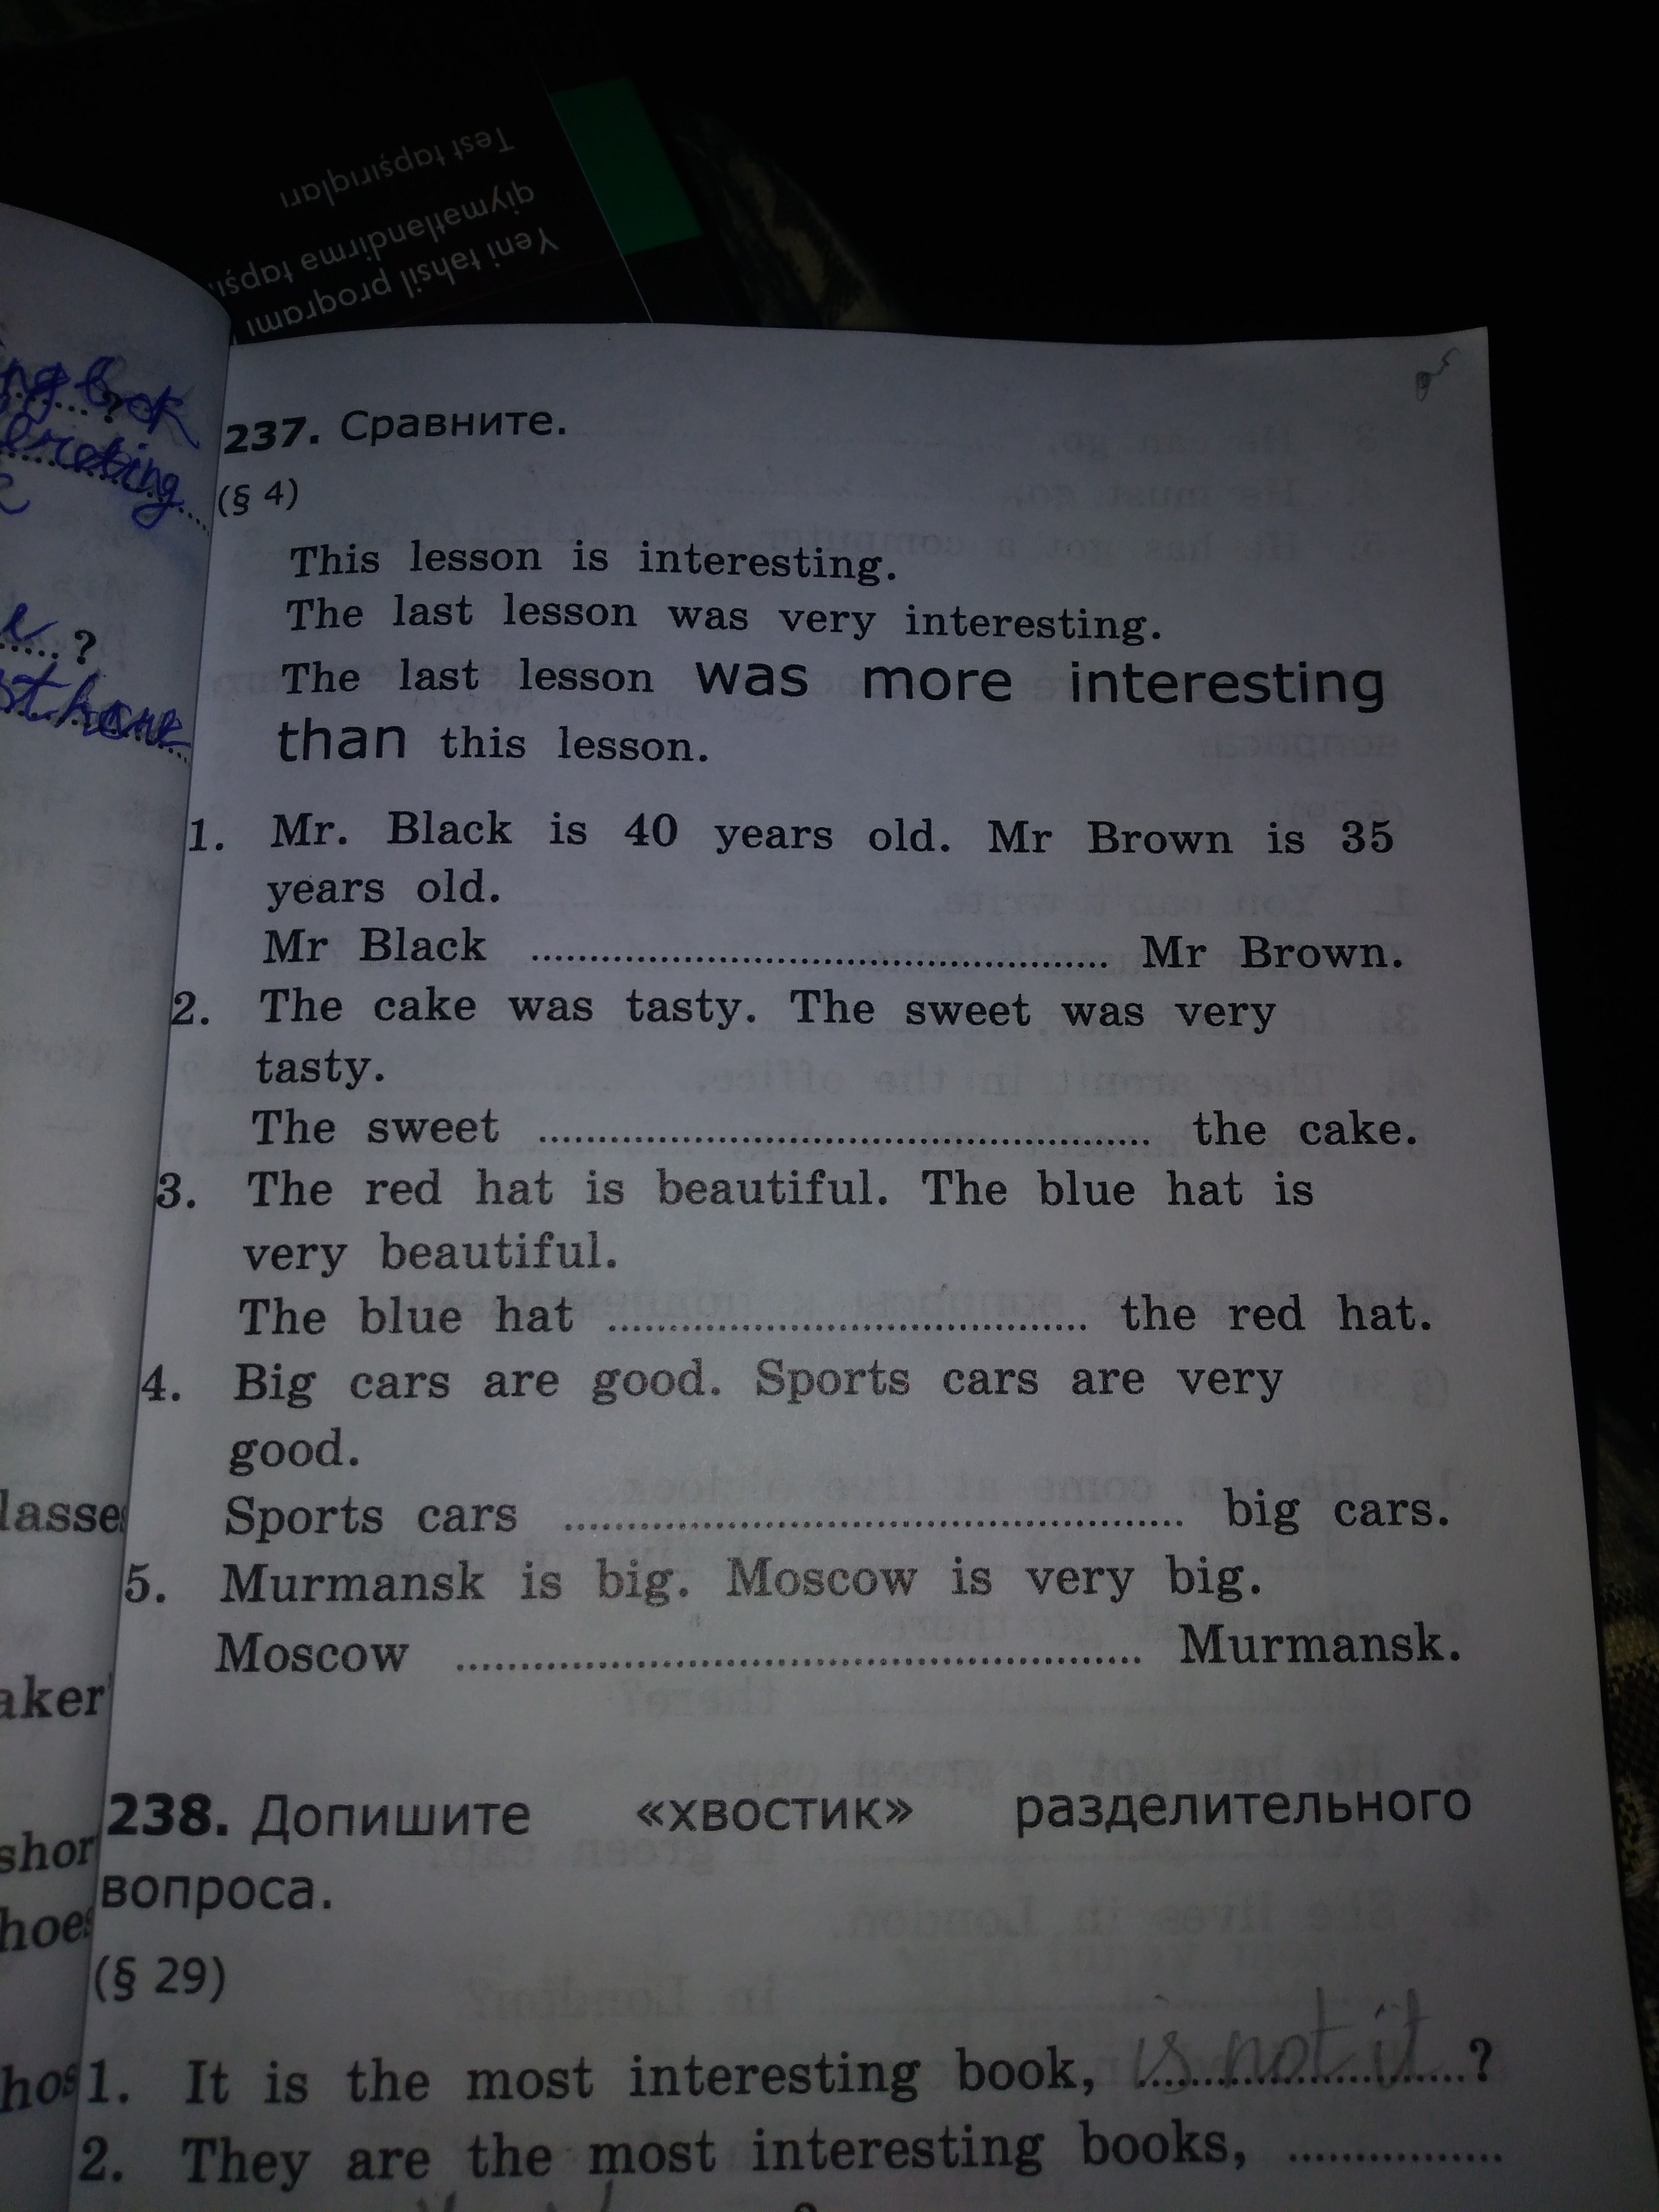 Test tapşırıqları
qiymətləndirmə
Yeni təhsil proqramı
237. Сравните.
(§ 4)
This lesson is interesting.
The last lesson was very interesting.
The last lesson was more interesting
than this lesson.
1. Mr. Black is 40 years old. Mr Brown is 35
years old.
Mr Black ............................................ Mr Brown.
2. The cake was tasty. The sweet was very
tasty.
The sweet ............................................ the cake.
3. The red hat is beautiful. The blue hat is
very beautiful.
The blue hat ............................................ the red hat.
4. Big cars are good. Sports cars are very
good.
Sports cars ............................................ big cars.
5. Murmansk is big. Moscow is very big.
Moscow ............................................ Murmansk.
238. Допишите «хвостик» разделительного
вопроса.
(§ 29)
1. It is the most interesting book, is not it ?
2. They are the most interesting books, ................